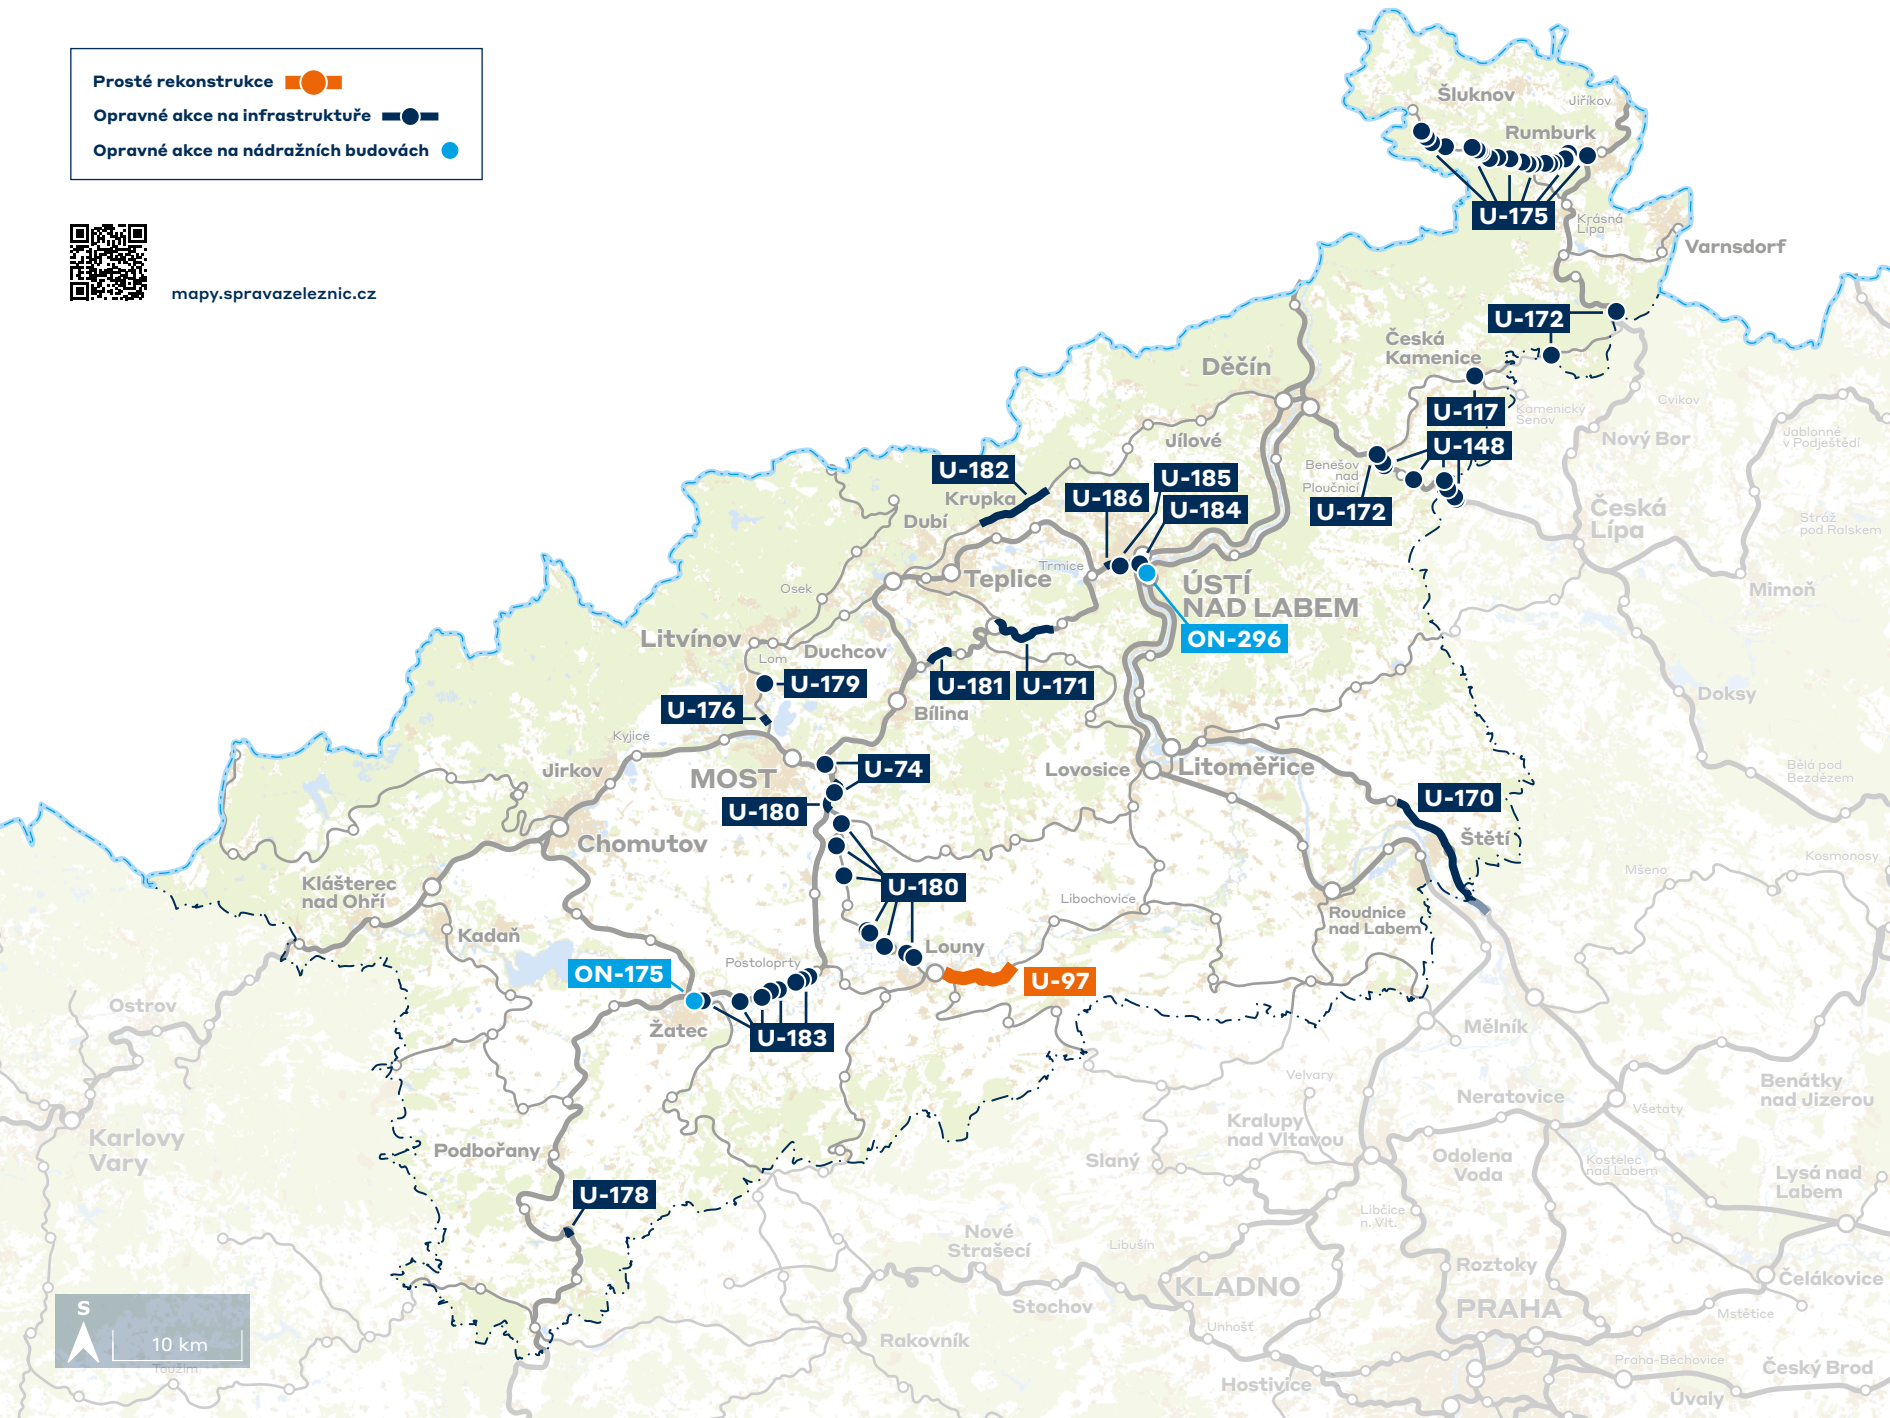 Prosté rekonstrukce
Opravné akce na infrastruktuře
Opravné akce na nádražních budovách
mapy.spravazeleznic.cz
Šluknov
Jiříkov
Rumburk
U-175
Krásná
Lípa
Varnsdorf
U-172
Česká
Kamenice
Děčín
U-117
Kamenický
Šenov
Cvikov
Nový Bor
Jablonné
v Podještědí
Jílové
U-148
Benešov
nad
Ploučnicí
U-172
Česká
Lípa
Stráž
pod Ralskem
Mimoň
U-182
Krupka
Dubí
U-186
U-185
U-184
Trmice
Teplice
ÚSTÍ
NAD LABEM
ON-296
Osek
Litvínov
Lom
Duchcov
U-179
U-176
U-181
U-171
Bílina
Doksy
Kyjice
Jirkov
MOST
U-74
U-180
Lovosice
Litoměřice
U-170
Štětí
Bělá pod
Bezdězem
Chomutov
Klášterec
nad Ohří
Kadaň
U-180
Libochovice
Roudnice
nad Labem
Mšeno
Kosmonosy
Louny
Postoloprty
ON-175
U-97
Žatec
U-183
Ostrov
Mělník
Velvary
Neratovice
Benátky
nad Jizerou
Všetaty
Karlovy
Vary
Podbořany
Kralupy
nad Vltavou
Slaný
Odolena
Voda
Kostelec
nad Labem
Lysá nad
Labem
U-178
Libčice
n. Vlt.
Nové
Strašecí
Libušín
Roztoky
KLADNO
Čelákovice
Stochov
PRAHA
Mstětice
Unhošť
Rakovník
Praha-Běchovice
Český Brod
Hostivice
Úvaly
S
10 km
Toužim